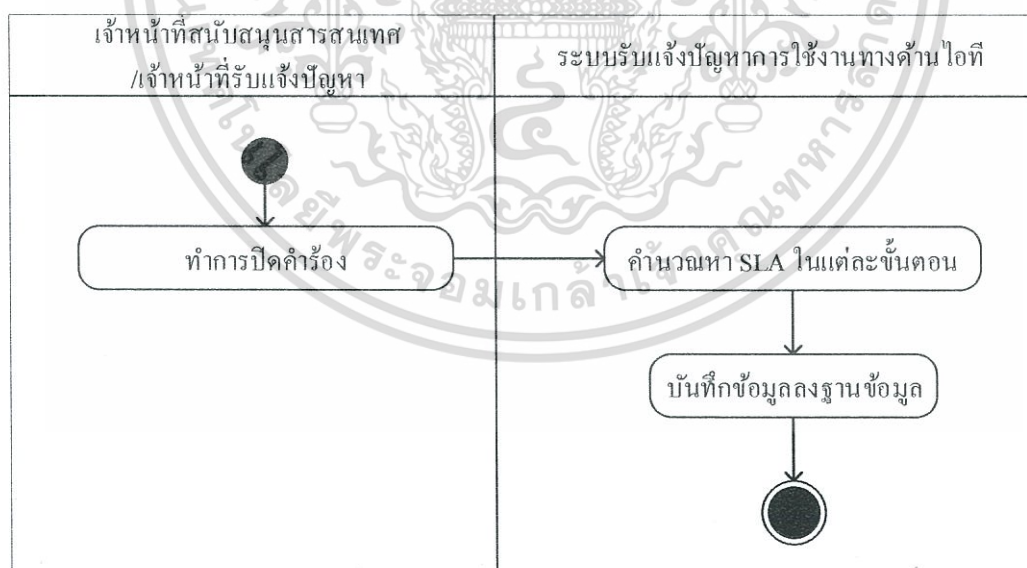 เจ้าหน้าที่สนับสนุนสารสนเทศ
/เจ้าหน้าที่รับแจ้งปัญหา
ระบบรับแจ้งปัญหาการใช้งานทางด้านไอที
ทำการปิดคำร้อง
คำนวณหา SLA ในแต่ละขั้นตอน
บันทึกข้อมูลลงฐานข้อมูล